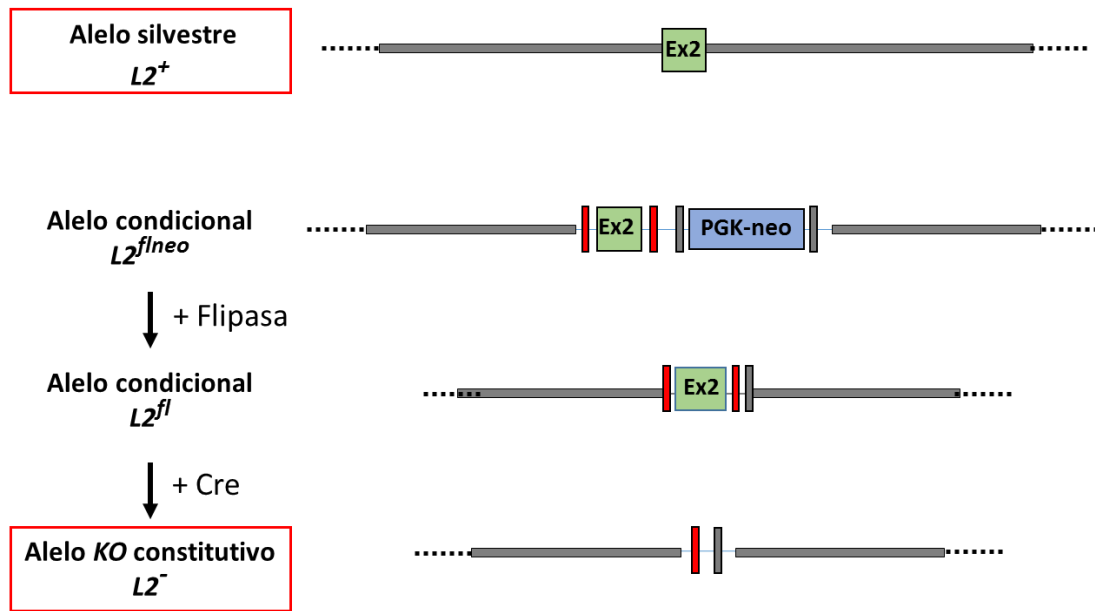 Alelo silvestre
L2⁺
Ex2
Alelo condicional
L2ᶠˡⁿᵉᵒ
Ex2
PGK-neo
+ Flipasa
Alelo condicional
L2ᶠˡ
Ex2
+ Cre
Alelo KO constitutivo
L2⁻